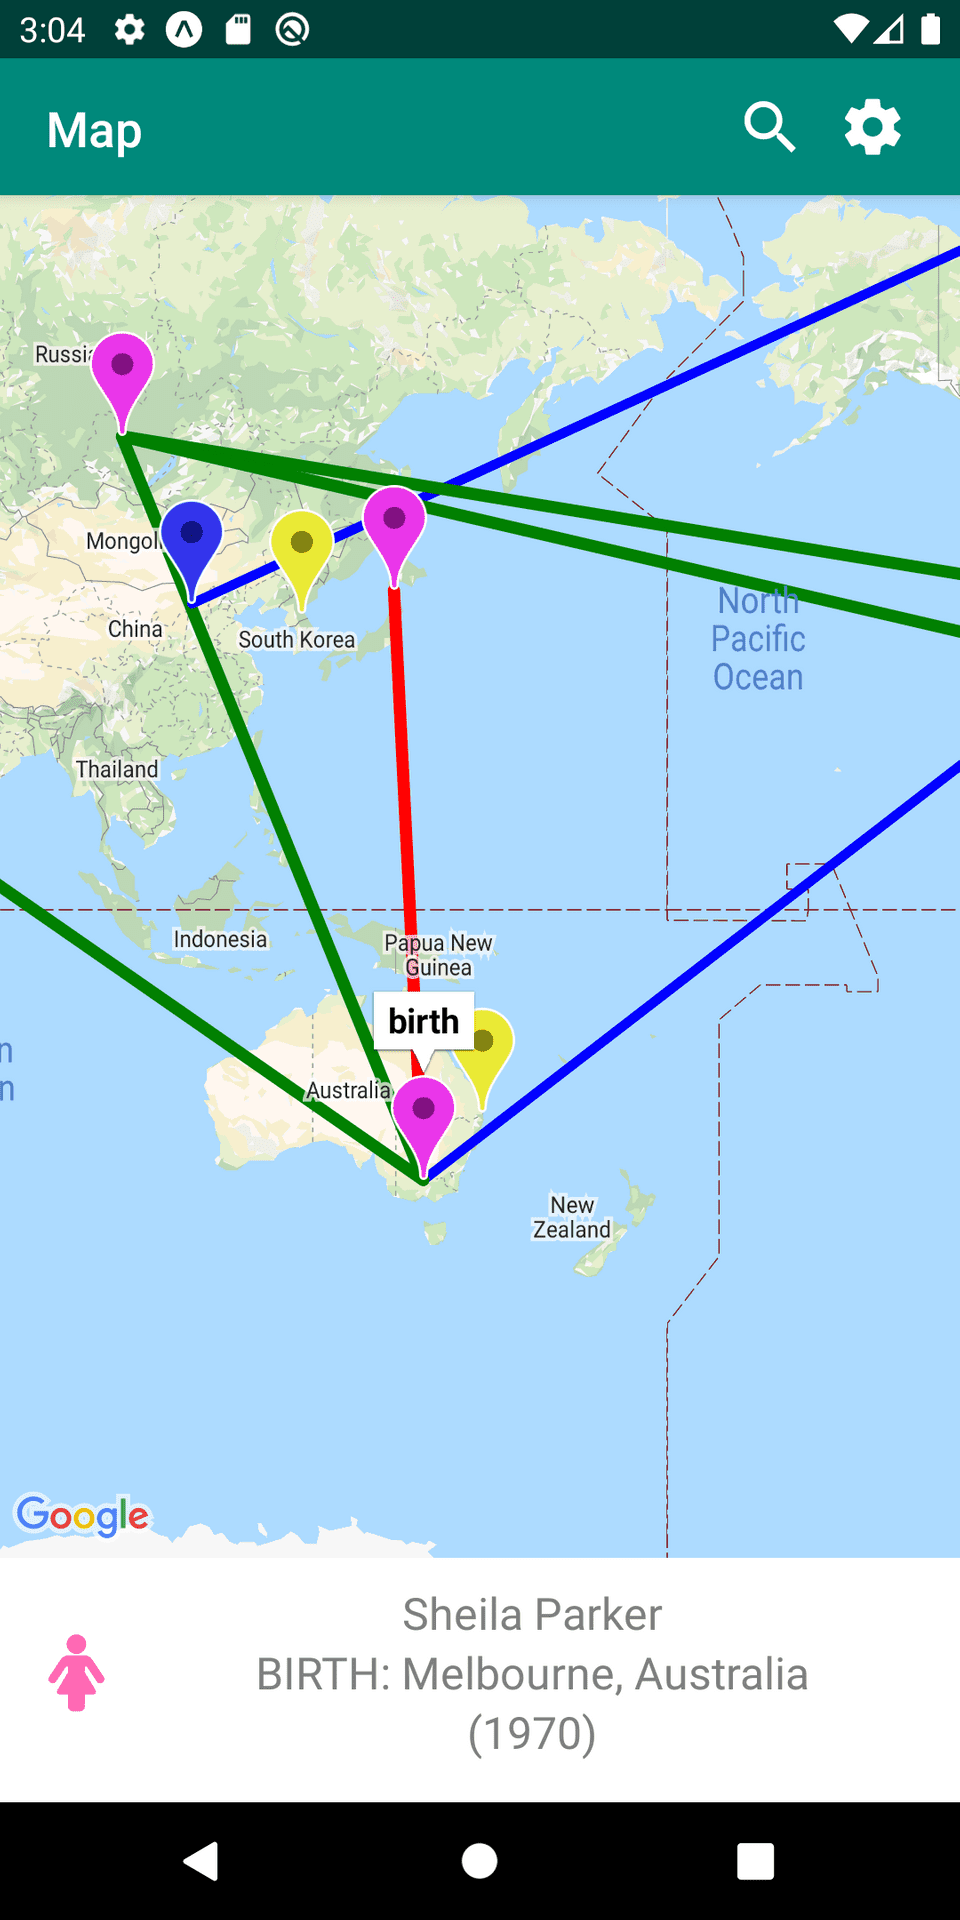 3:04
Map
Russia
Mongol
China
South Korea
North
Pacific
Ocean
Thailand
Indonesia
Papua New
Guinea
birth
n
n
Australia
New
Zealand
Google
Sheila Parker
BIRTH: Melbourne, Australia
(1970)